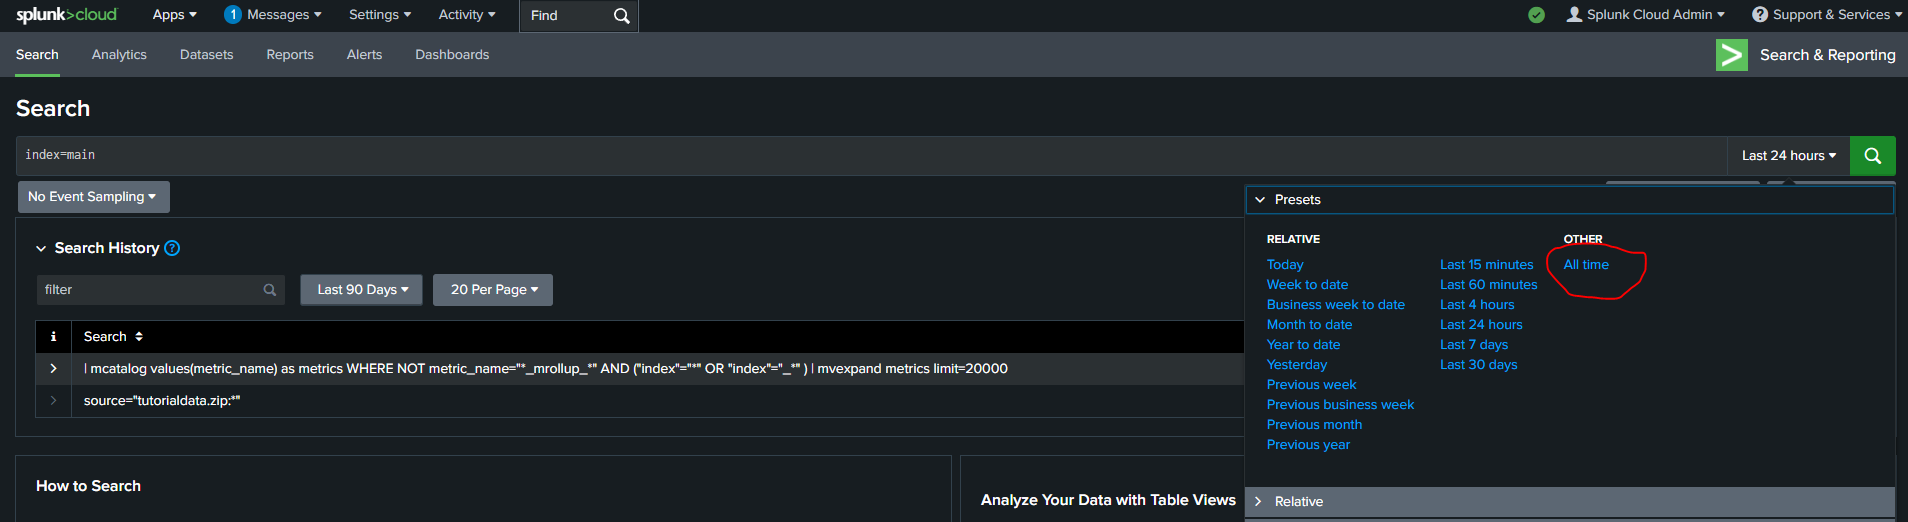 splunk>cloud Apps 1 Messages Settings Activity Find Splunk Cloud Admin ? Support & Services
Search Analytics Datasets Reports Alerts Dashboards > Search & Reporting
Search
index=main Last 24 hours
No Event Sampling
Presets
Search History ?
RELATIVE OTHER
Today Last 15 minutes All time
Week to date Last 60 minutes
Business week to date Last 4 hours
Month to date Last 24 hours
Year to date Last 7 days
Yesterday Last 30 days
Previous week
Previous business week
Previous month
Previous year
Relative
filter Last 90 Days 20 Per Page
i Search
> | mcatalog values(metric_name) as metrics WHERE NOT metric_name="*_mrollup_*" AND ("index"="*" OR "index"="_*" ) | mvexpand metrics limit=20000
> source="tutorialdata.zip:*"
How to Search
Analyze Your Data with Table Views